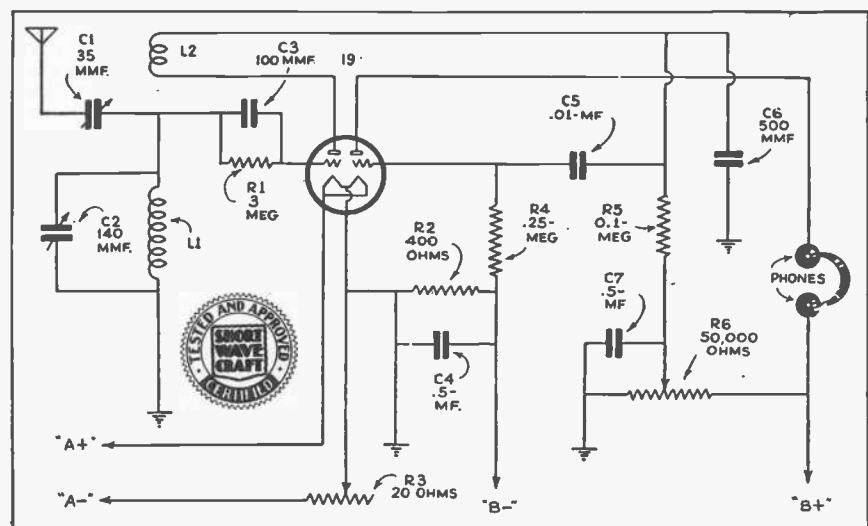 C1
35
MMF.
L2
C3
100 MMF.
19
C5
.01-MF.
C6
500
MMF
R1
3
MEG
C2
140
MMF.
L1
R2
400
OHMS
R4
.25-
MEG
R5
0.1-
MEG
PHONES
C7
.5-
MF
R6
50,000
OHMS
C4
.5-
MF.
TESTED AND APPROVED
SHORT
WAVE
CRAFT
CERTIFIED
"A+"
"A-"
R3
20 OHMS
"B-"
"B+"